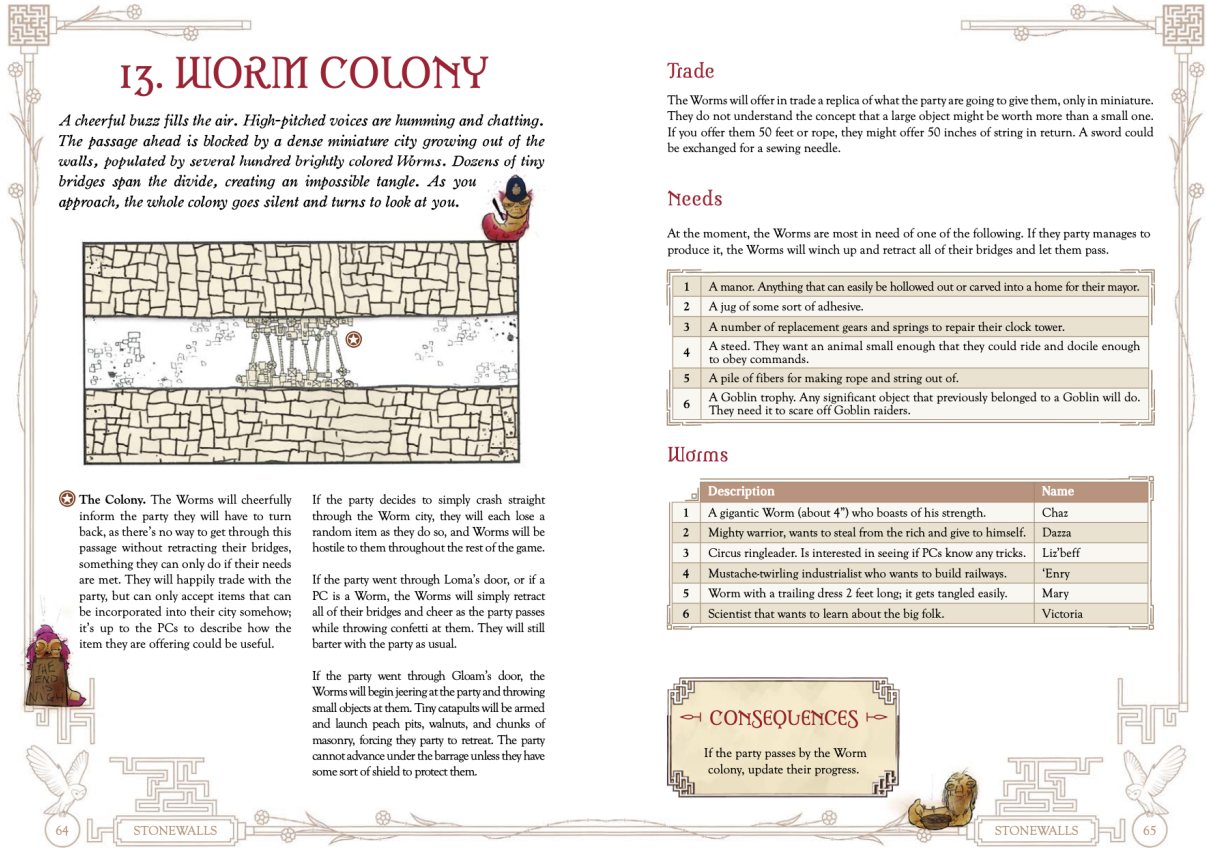 13. WORM COLONY
A cheerful buzz fills the air. High-pitched voices are humming and chatting.
The passage ahead is blocked by a dense miniature city growing out of the
walls, populated by several hundred brightly colored Worms. Dozens of tiny
bridges span the divide, creating an impossible tangle. As you
approach, the whole colony goes silent and turns to look at you.
The Colony. The Worms will cheerfully
inform the party they will have to turn
back, as there's no way to get through this
passage without retracting their bridges,
something they can only do if their needs
are met. They will happily trade with the
party, but can only accept items that can
be incorporated into their city somehow;
it's up to the PCs to describe how the
item they are offering could be useful.
THE
END
IS
NIGH
If the party decides to simply crash straight
through the Worm city, they will each lose a
random item as they do so, and Worms will be
hostile to them throughout the rest of the game.
If the party went through Loma's door, or if a
PC is a Worm, the Worms will simply retract
all of their bridges and cheer as the party passes
while throwing confetti at them. They will still
barter with the party as usual.
If the party went through Gloam's door, the
Worms will begin jeering at the party and throwing
small objects at them. Tiny catapults will be armed
and launch peach pits, walnuts, and chunks of
masonry, forcing they party to retreat. The party
cannot advance under the barrage unless they have
some sort of shield to protect them.
64
STONEWALLS
Trade
The Worms will offer in trade a replica of what the party are going to give them, only in miniature.
They do not understand the concept that a large object might be worth more than a small one.
If you offer them 50 feet or rope, they might offer 50 inches of string in return. A sword could
be exchanged for a sewing needle.
Needs
At the moment, the Worms are most in need of one of the following. If they party manages to
produce it, the Worms will winch up and retract all of their bridges and let them pass.
1 A manor. Anything that can easily be hollowed out or carved into a home for their mayor.
2 A jug of some sort of adhesive.
3 A number of replacement gears and springs to repair their clock tower.
4 A steed. They want an animal small enough that they could ride and docile enough
to obey commands.
5 A pile of fibers for making rope and string out of.
6 A Goblin trophy. Any significant object that previously belonged to a Goblin will do.
They need it to scare off Goblin raiders.
Worms
Description Name
1 A gigantic Worm (about 4") who boasts of his strength. Chaz
2 Mighty warrior, wants to steal from the rich and give to himself. Dazza
3 Circus ringleader. Is interested in seeing if PCs know any tricks. Liz'beff
4 Mustache-twirling industrialist who wants to build railways. 'Enry
5 Worm with a trailing dress 2 feet long; it gets tangled easily. Mary
6 Scientist that wants to learn about the big folk. Victoria
CONSEQUENCES
If the party passes by the Worm
colony, update their progress.
STONEWALLS
65